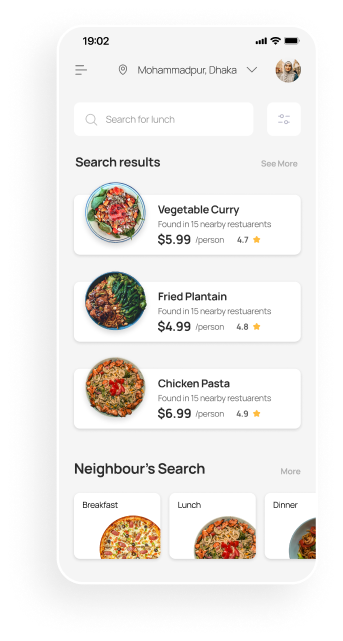 19:02
Mohammadpur, Dhaka
Search for lunch
Search results
See More
Vegetable Curry
Found in 15 nearby restuarents
$5.99 /person 4.7
Fried Plantain
Found in 15 nearby restuarents
$4.99 /person 4.8
Chicken Pasta
Found in 15 nearby restuarents
$6.99 /person 4.9
Neighbour's Search
More
Breakfast
Lunch
Dinner